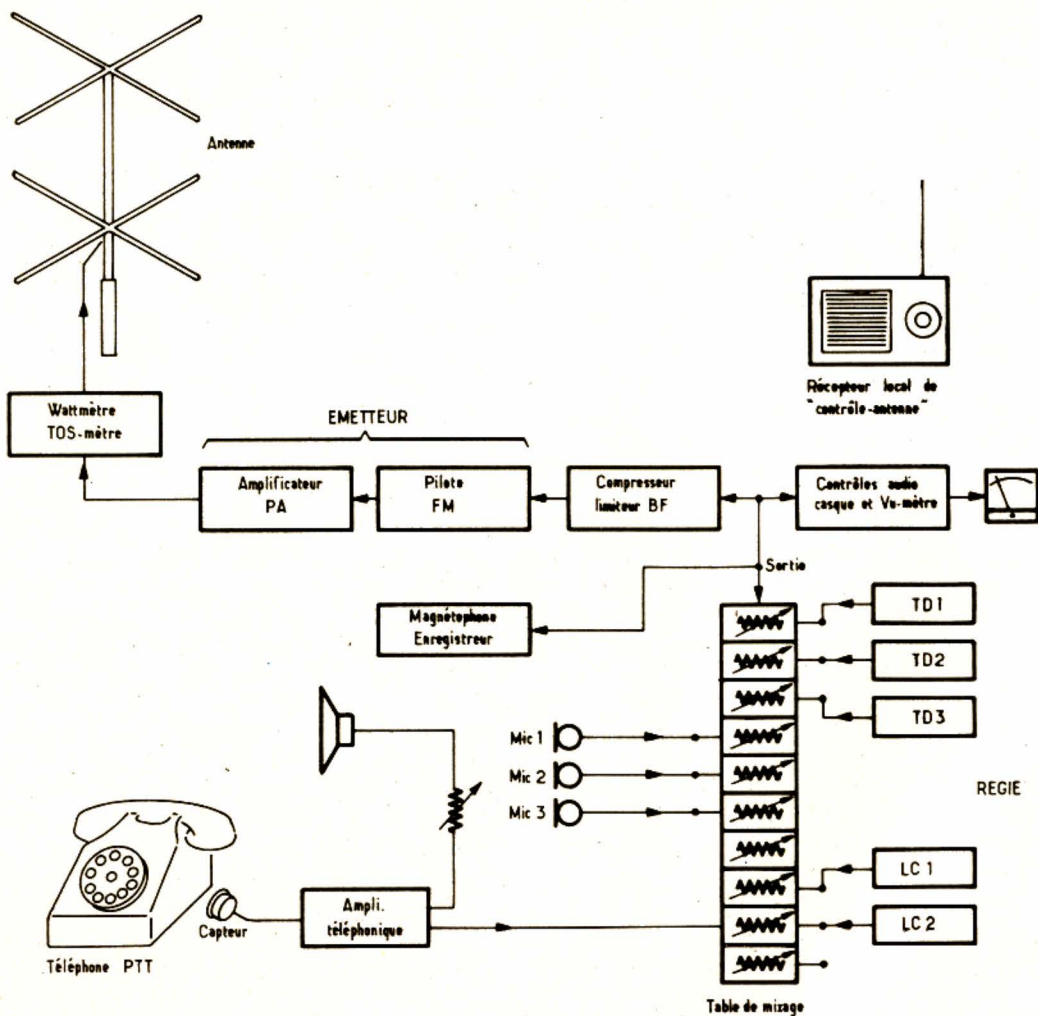 Antenne
Récepteur local de
"contrôle-antenne"
Wattmètre
TOS-mètre
EMETTEUR
Amplificateur
PA
Pilote
FM
Compresseur
limiteur BF
Contrôles audio
casque et Vu-mètre
Sortie
Magnétophone
Enregistreur
TD1
TD2
TD3
Mic 1
Mic 2
Mic 3
REGIE
LC 1
LC 2
Capteur
Ampli.
téléphonique
Téléphone PTT
Table de mixage